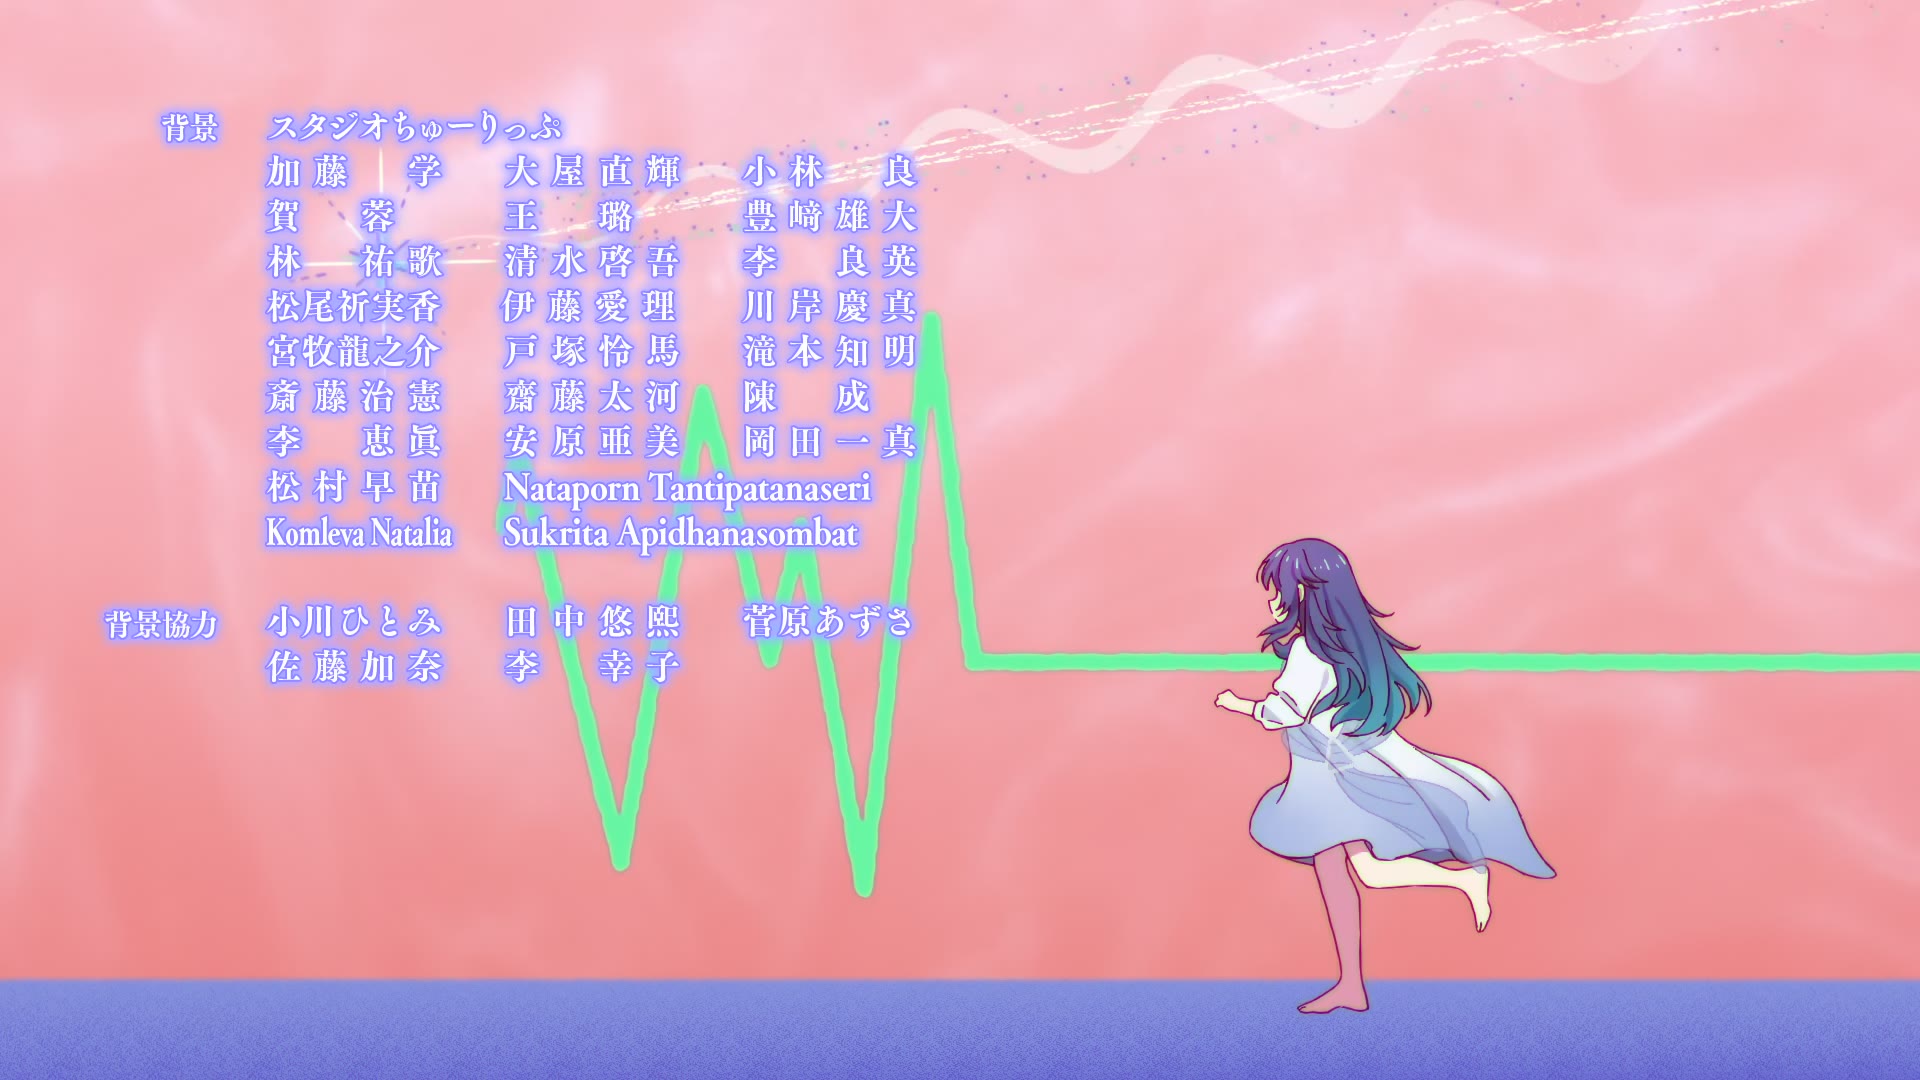 背景 スタジオちゅーりっぷ
加藤 学 大屋直輝 小林 良
賀 蓉 王 璐 豊﨑雄大
林 祐歌 清水啓吾 李 良英
松尾祈実香 伊藤愛理 川岸慶真
宮牧龍之介 戸塚怜馬 滝本知明
斎藤治憲 齋藤太河 陳 成
李 恵眞 安原亜美 岡田一真
松村早苗 Nataporn Tantipatanaseri
Komleva Natalia Sukrita Apidhanasombat
背景協力 小川ひとみ 田中悠熙 菅原あずさ
佐藤加奈 李 幸子